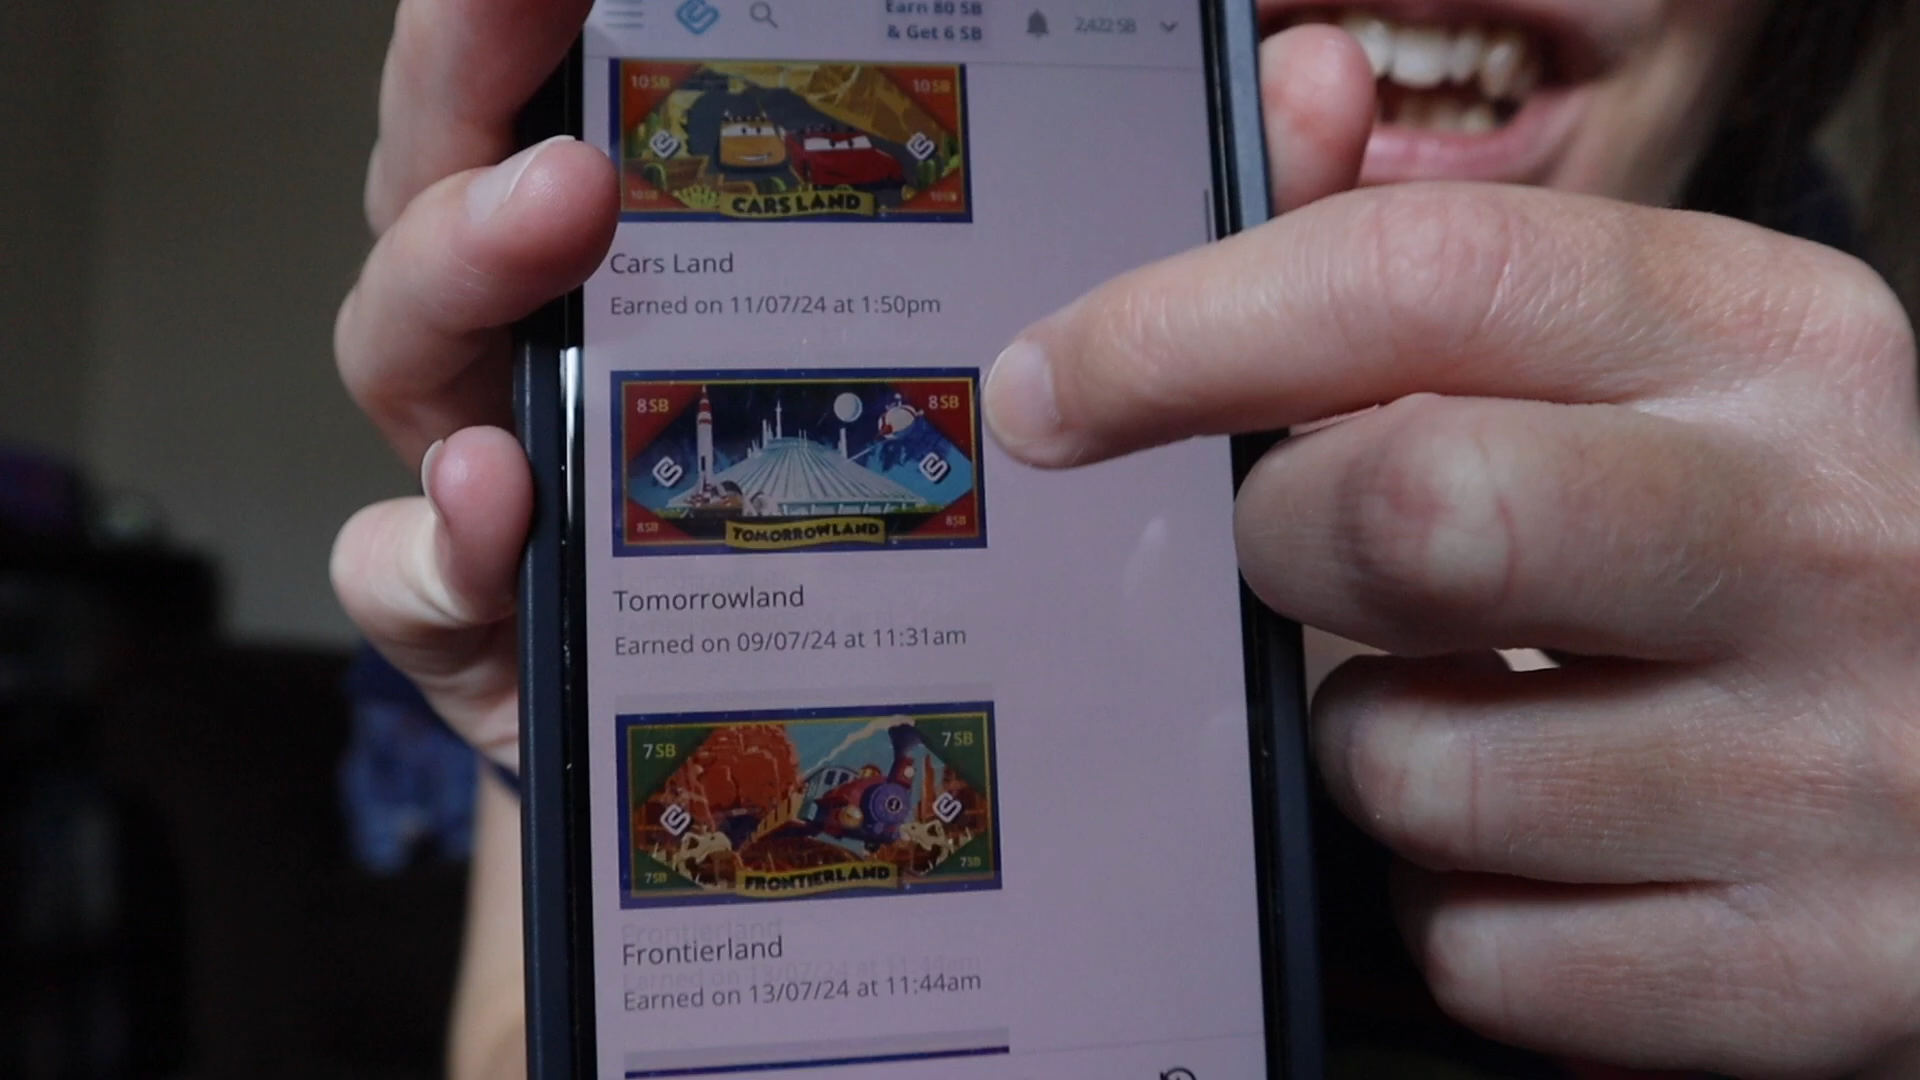 Earn 80 SB
& Get 6 SB
2,422 SB
10SB 10SB
10SB 10SB
CARS LAND
Cars Land
Earned on 11/07/24 at 1:50pm
8SB 8SB
8SB 8SB
TOMORROWLAND
Tomorrowland
Earned on 09/07/24 at 11:31am
7SB 7SB
7SB 7SB
FRONTIERLAND
Frontierland
Earned on 13/07/24 at 11:44am